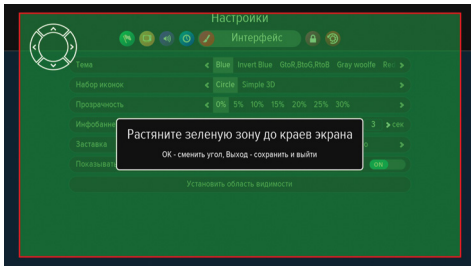 Настройки
Интерфейс
Тема Blue Invert Blue GtoR,BtoG,RtoB Gray woolfe
Набор иконок Circle Simple 3D
Прозрачность 0% 5% 10% 15% 20% 25% 30%
3 сек
Растяните зеленую зону до краев экрана
Заставка
OK - сменить угол, Выход - сохранить и выйти
ON
Установить область видимости